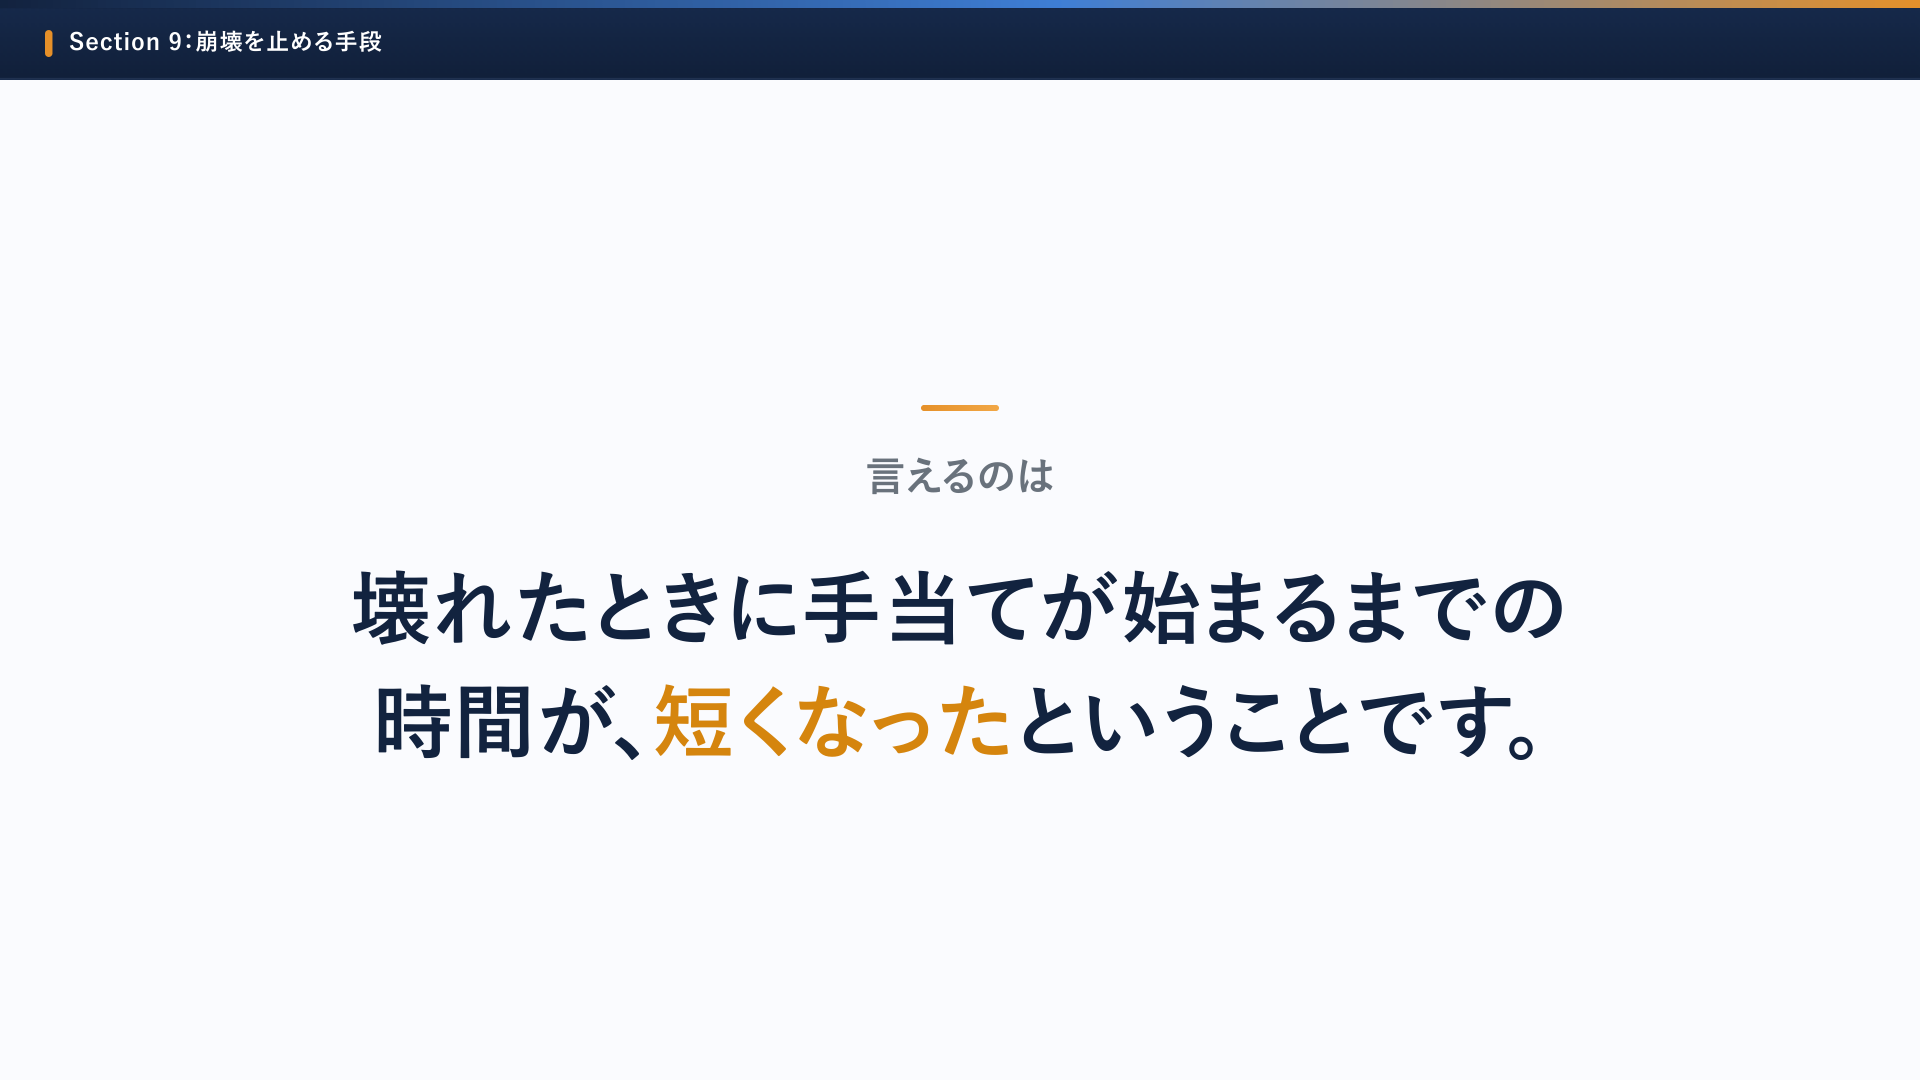 Section 9：崩壊を止める手段
言えるのは
壊れたときに手当てが始まるまでの
時間が、短くなったということです。